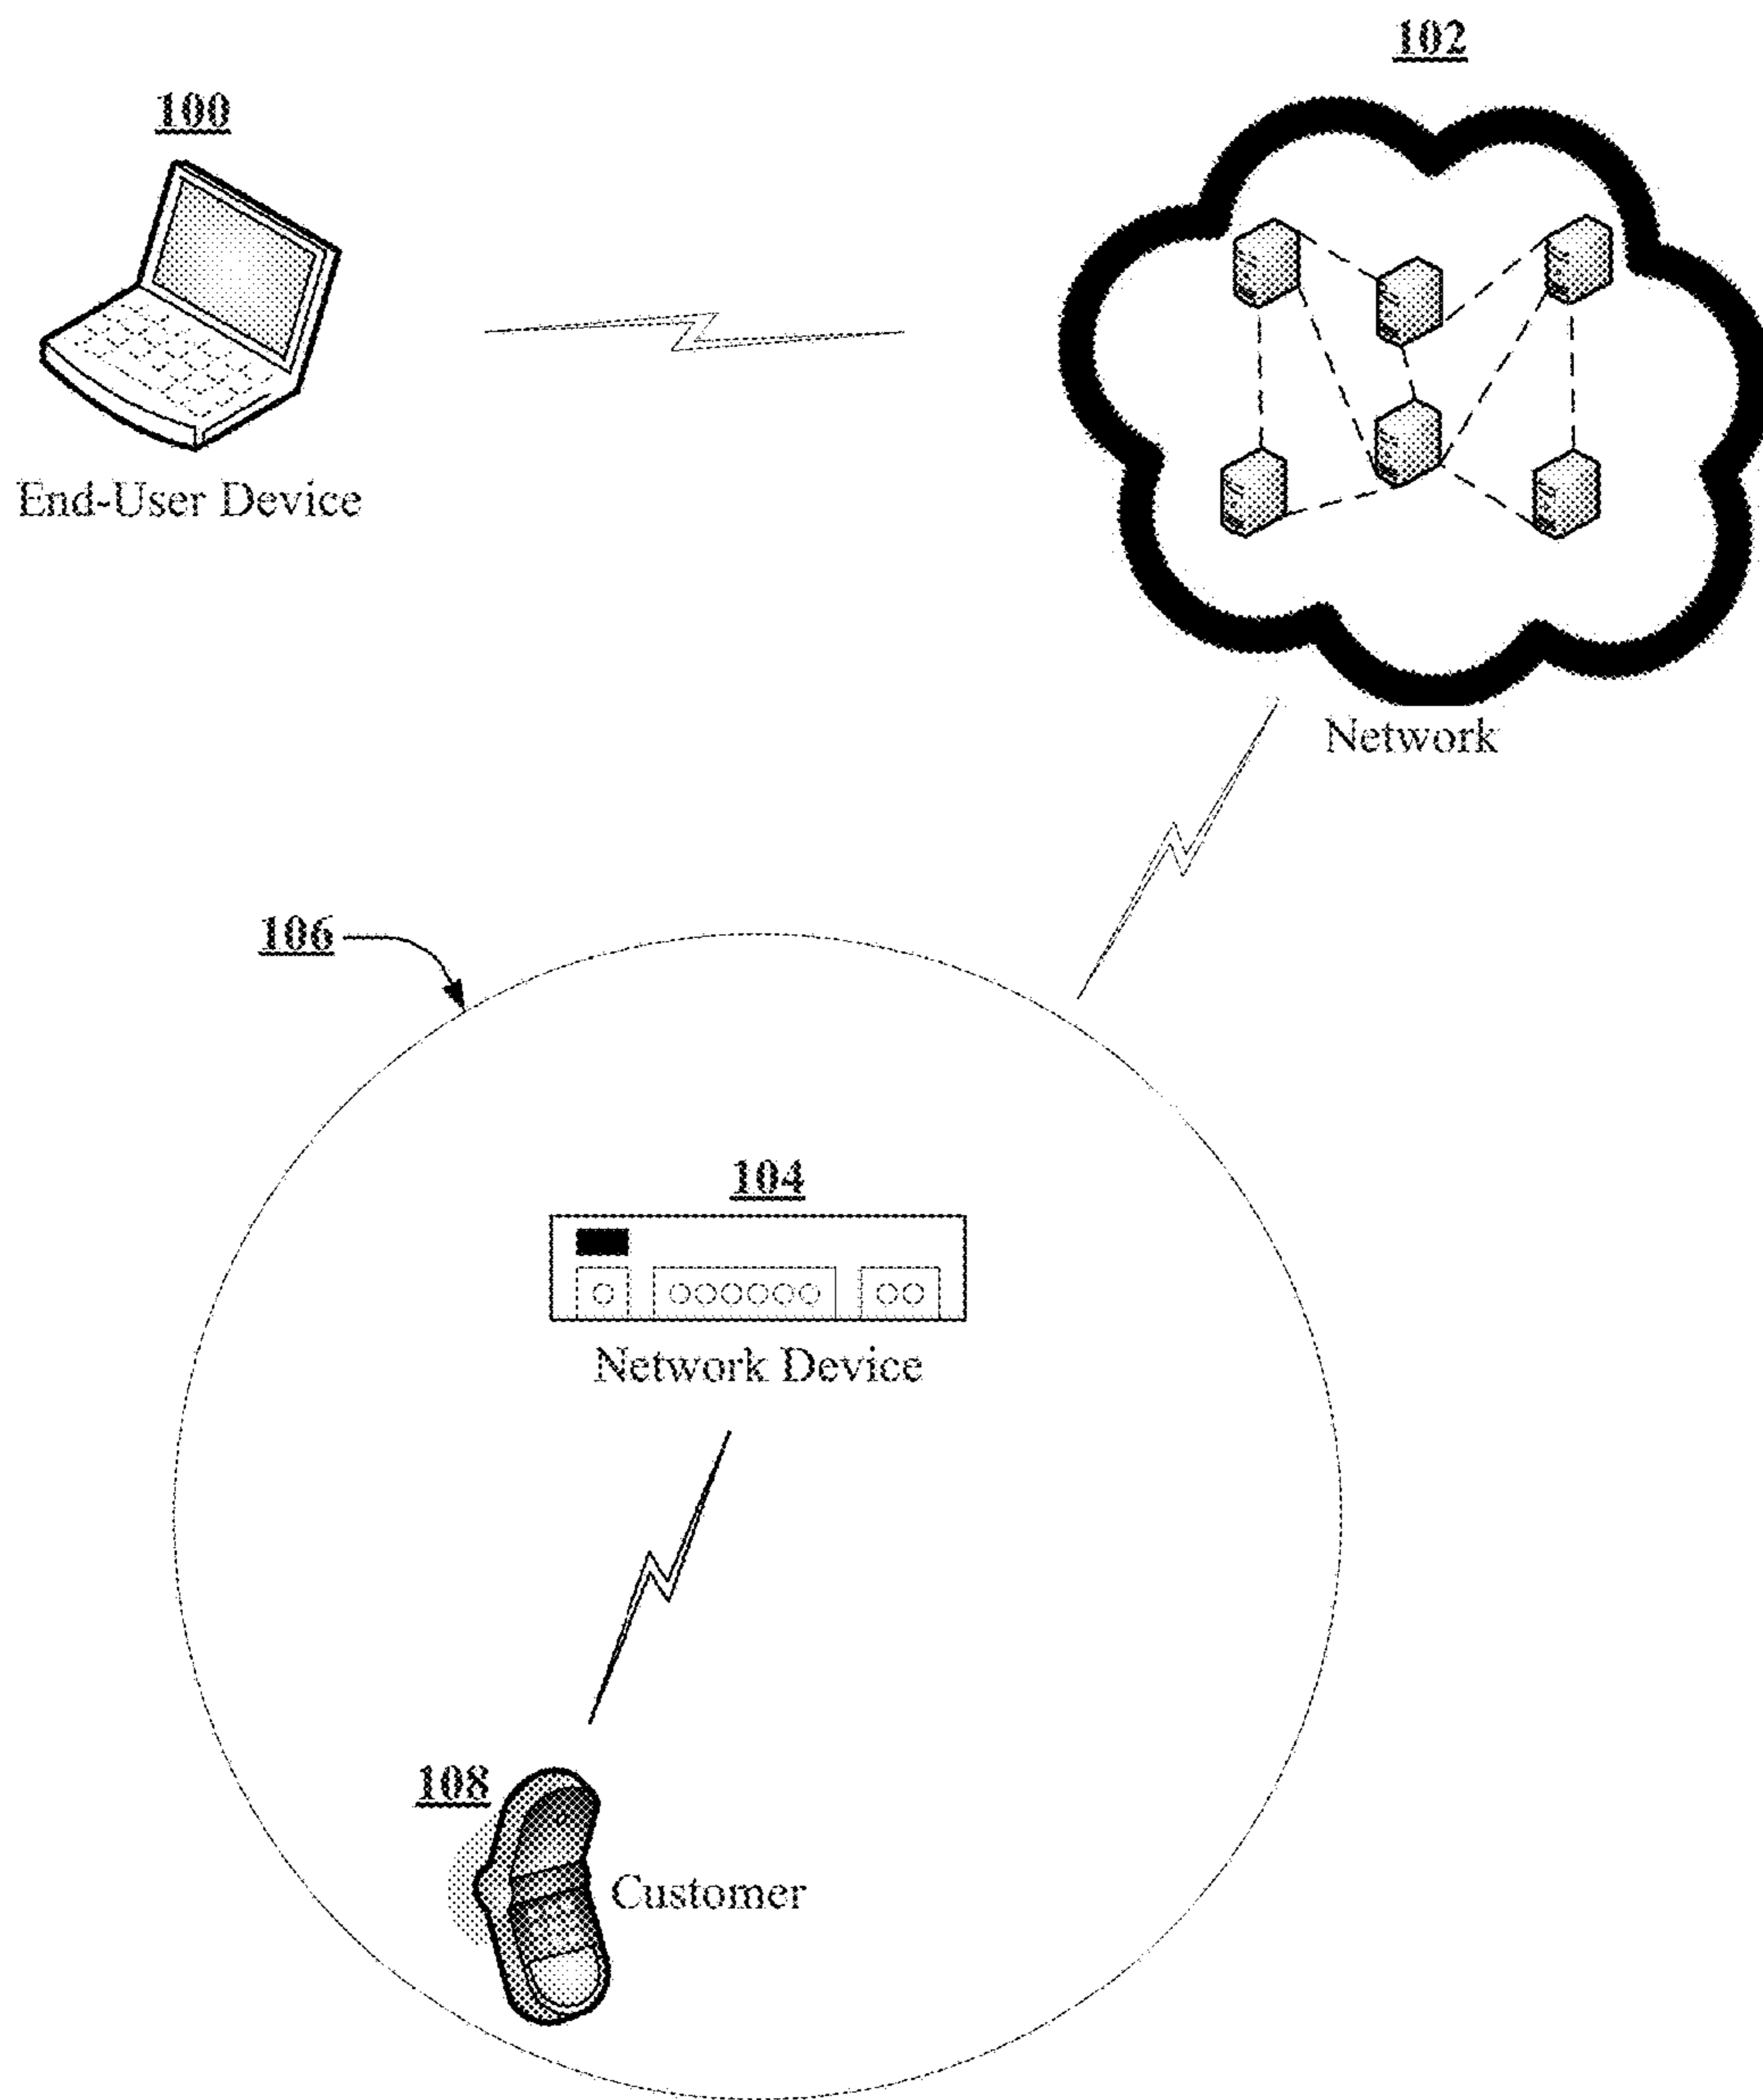 102
100
End-User Device
Network
106
104
Network Device
108
Customer